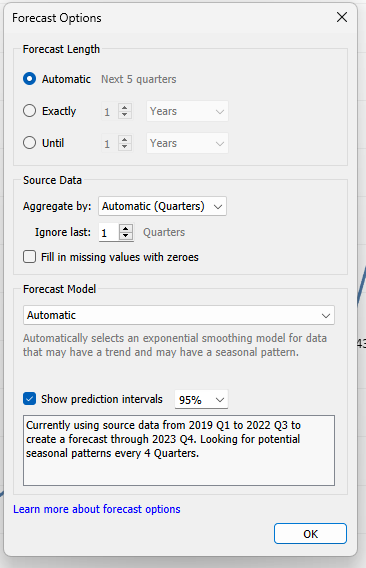 Forecast Options
Forecast Length
Automatic Next 5 quarters
Exactly 1 Years
Until 1 Years
Source Data
Aggregate by: Automatic (Quarters)
Ignore last: 1 Quarters
Fill in missing values with zeroes
Forecast Model
Automatic
Automatically selects an exponential smoothing model for data
that may have a trend and may have a seasonal pattern.
Show prediction intervals 95%
Currently using source data from 2019 Q1 to 2022 Q3 to
create a forecast through 2023 Q4. Looking for potential
seasonal patterns every 4 Quarters.
Learn more about forecast options
OK